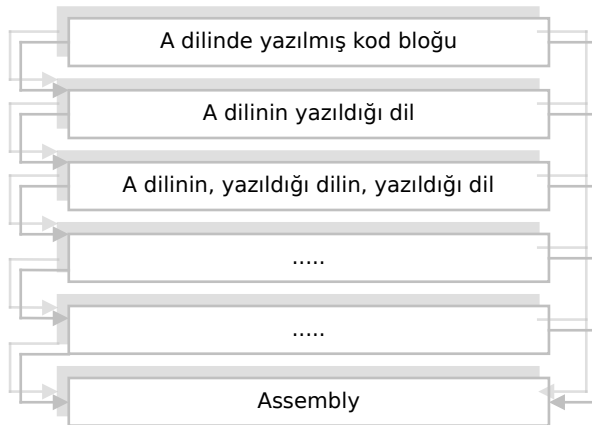 A dilinde yazılmış kod bloğu
A dilinin yazıldığı dil
A dilinin, yazıldığı dilin, yazıldığı dil
.....
.....
Assembly